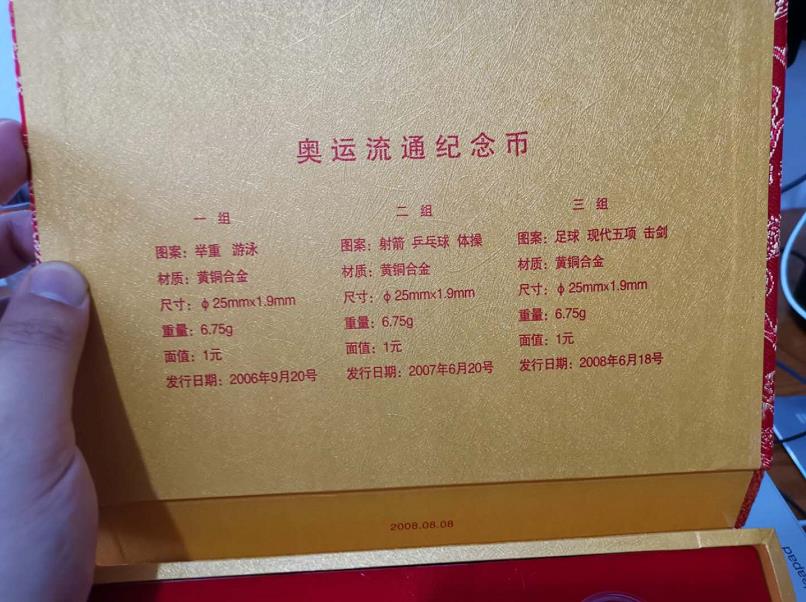 奥运流通纪念币
一 组
图案：举重 游泳
材质：黄铜合金
尺寸：ф 25mmx1.9mm
重量：6.75g
面值：1元
发行日期：2006年9月20号
二 组
图案：射箭 乒乓球 体操
材质：黄铜合金
尺寸：ф 25mmx1.9mm
重量：6.75g
面值：1元
发行日期：2007年6月20号
三 组
图案：足球 现代五项 击剑
材质：黄铜合金
尺寸：ф 25mmx1.9mm
重量：6.75g
面值：1元
发行日期：2008年6月18号
2008.08.08